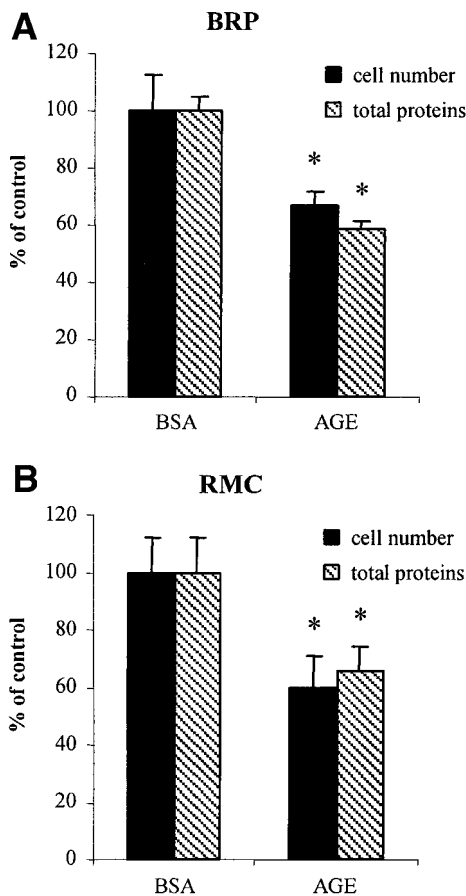 A
BRP
120
100
80
60
40
20
0
% of control
cell number
total proteins
*
*
BSA
AGE
B
RMC
120
100
80
60
40
20
0
% of control
cell number
total proteins
*
*
BSA
AGE